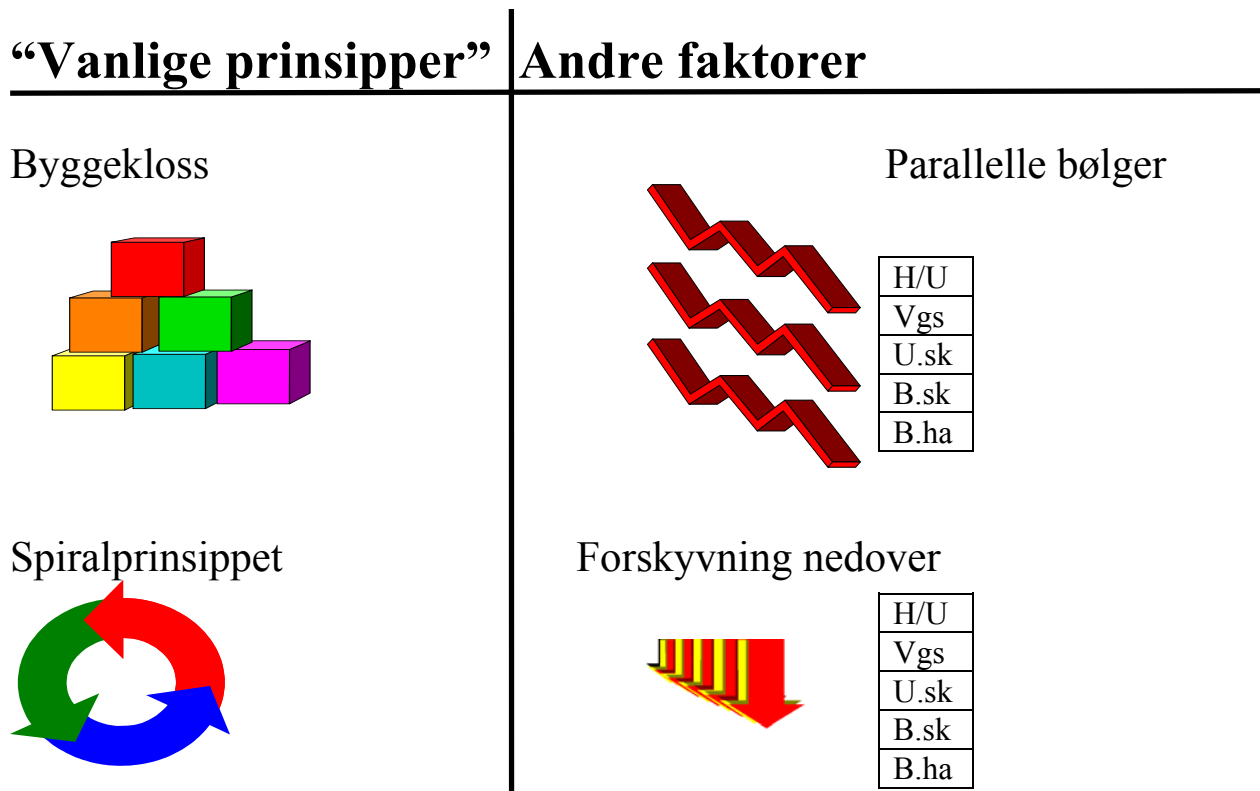 “Vanlige prinsipper”
Andre faktorer
Byggekloss
Parallelle bølger
H/U
Vgs
U.sk
B.sk
B.ha
Spiralprinsippet
Forskyvning nedover
H/U
Vgs
U.sk
B.sk
B.ha